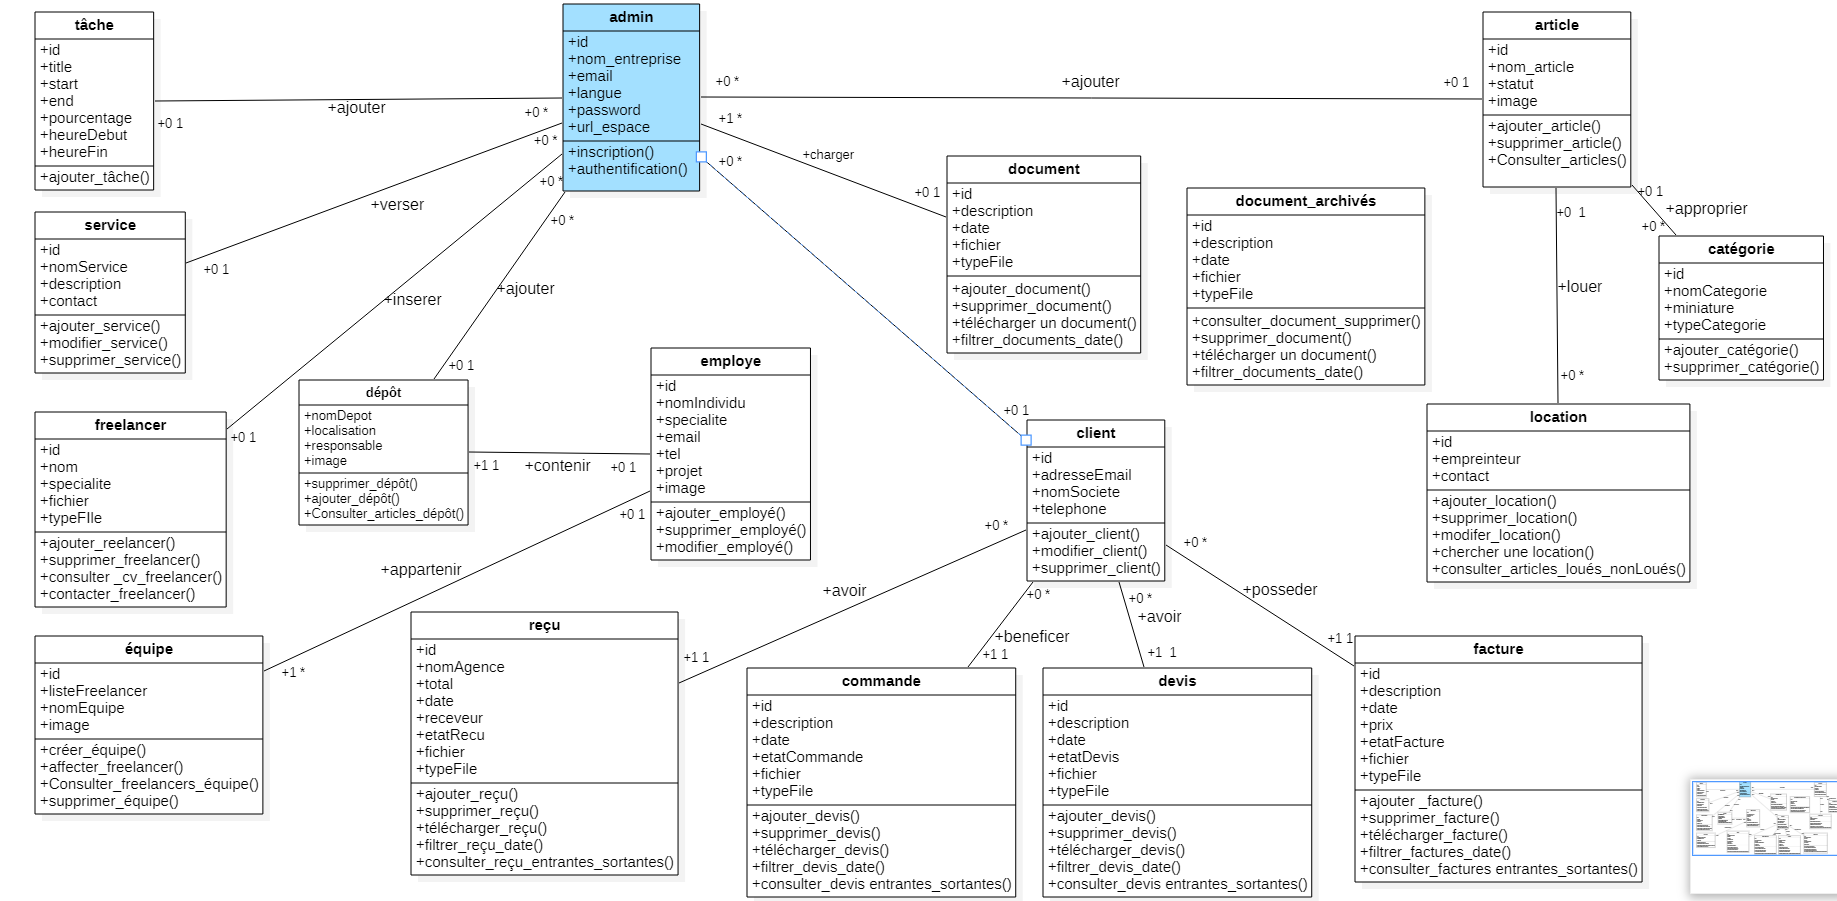 tâche
+id
+title
+start
+end
+pourcentage
+heureDebut
+heureFin
+ajouter_tâche()
admin
+id
+nom_entreprise
+email
+langue
+password
+url_espace
+inscription()
+authentification()
article
+id
+nom_article
+statut
+image
+ajouter_article()
+supprimer_article()
+Consulter_articles()
+0 1
+ajouter
+0 *
+0 *
+ajouter
+0 1
+1 *
+charger
+0 1
+0 *
+0 *
+verser
+0 1
+0 *
+inserer
+0 1
+0 *
+ajouter
+0 1
+0 1
service
+id
+nomService
+description
+contact
+ajouter_service()
+modifier_service()
+supprimer_service()
document
+id
+description
+date
+fichier
+typeFile
+ajouter_document()
+supprimer_document()
+télécharger un document()
+filtrer_documents_date()
document_archivés
+id
+description
+date
+fichier
+typeFile
+consulter_document_supprimer()
+supprimer_document()
+télécharger un document()
+filtrer_documents_date()
+0 1
+approprier
+0 *
+0 1
+louer
+0 *
catégorie
+id
+nomCategorie
+miniature
+typeCategorie
+ajouter_catégorie()
+supprimer_catégorie()
freelancer
+id
+nom
+specialite
+fichier
+typeFIle
+ajouter_reelancer()
+supprimer_freelancer()
+consulter _cv_freelancer()
+contacter_freelancer()
dépôt
+nomDepot
+localisation
+responsable
+image
+supprimer_dépôt()
+ajouter_dépôt()
+Consulter_articles_dépôt()
+1 1
+contenir
+0 1
employe
+id
+nomIndividu
+specialite
+email
+tel
+projet
+image
+ajouter_employé()
+supprimer_employé()
+modifier_employé()
+0 1
+appartenir
+1 *
client
+id
+adresseEmail
+nomSociete
+telephone
+ajouter_client()
+modifier_client()
+supprimer_client()
location
+id
+empreinteur
+contact
+ajouter_location()
+supprimer_location()
+modifer_location()
+chercher une location()
+consulter_articles_loués_nonLoués()
+0 *
+avoir
+1 1
+0 *
+beneficer
+1 1
+0 *
+avoir
+1 1
+0 *
+posseder
+1 1
équipe
+id
+listeFreelancer
+nomEquipe
+image
+créer_équipe()
+affecter_freelancer()
+Consulter_freelancers_équipe()
+supprimer_équipe()
reçu
+id
+nomAgence
+total
+date
+receveur
+etatRecu
+fichier
+typeFile
+ajouter_reçu()
+supprimer_reçu()
+télécharger_reçu()
+filtrer_reçu_date()
+consulter_reçu_entrantes_sortantes()
commande
+id
+description
+date
+etatCommande
+fichier
+typeFile
+ajouter_devis()
+supprimer_devis()
+télécharger_devis()
+filtrer_devis_date()
+consulter_devis entrantes_sortantes()
devis
+id
+description
+date
+etatDevis
+fichier
+typeFile
+ajouter_devis()
+supprimer_devis()
+télécharger_devis()
+filtrer_devis_date()
+consulter_devis entrantes_sortantes()
facture
+id
+description
+date
+prix
+etatFacture
+fichier
+typeFile
+ajouter _facture()
+supprimer_facture()
+télécharger_facture()
+filtrer_factures_date()
+consulter_factures entrantes_sortantes()